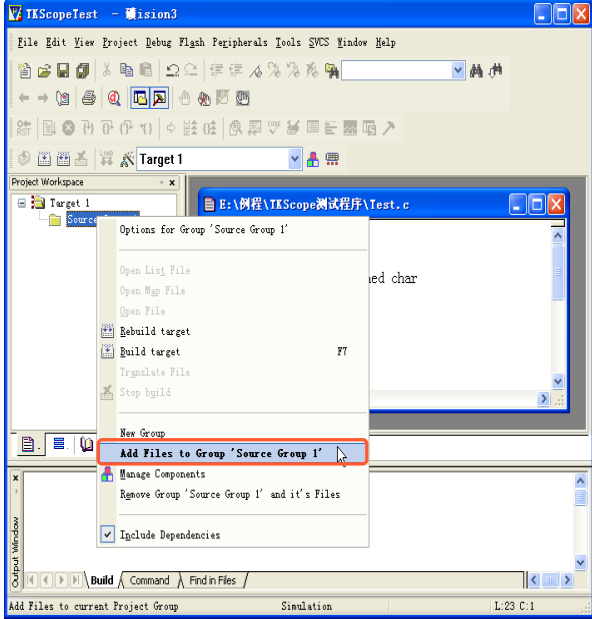 TKScopeTest - 礦ision3
File Edit View Project Debug Flash Peripherals Tools SVCS Window Help
Target 1
Project Workspace
Target 1
Source
E:\例程\TKScope测试程序\Test.c
ned char
Options for Group 'Source Group 1'
Open List File
Open Map File
Open File
Rebuild target
Build target F7
Translate File
Stop build
New Group
Add Files to Group 'Source Group 1'
Manage Components
Remove Group 'Source Group 1' and it's Files
Include Dependencies
Output Window
Build Command Find in Files
Add Files to current Project Group Simulation L:23 C:1